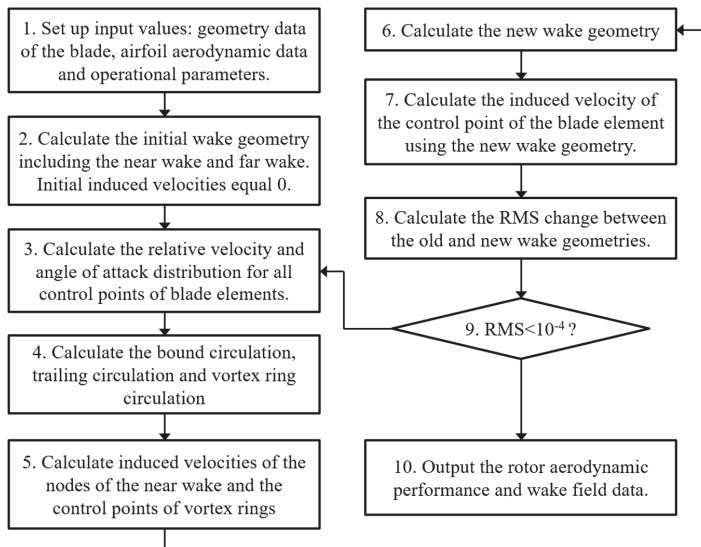 1. Set up input values: geometry data
of the blade, airfoil aerodynamic data
and operational parameters.
2. Calculate the initial wake geometry
including the near wake and far wake.
Initial induced velocities equal 0.
3. Calculate the relative velocity and
angle of attack distribution for all
control points of blade elements.
4. Calculate the bound circulation,
trailing circulation and vortex ring
circulation
5. Calculate induced velocities of the
nodes of the near wake and the
control points of vortex rings
6. Calculate the new wake geometry
7. Calculate the induced velocity of
the control point of the blade element
using the new wake geometry.
8. Calculate the RMS change between
the old and new wake geometries.
9. RMS<10⁻⁴ ?
10. Output the rotor aerodynamic
performance and wake field data.